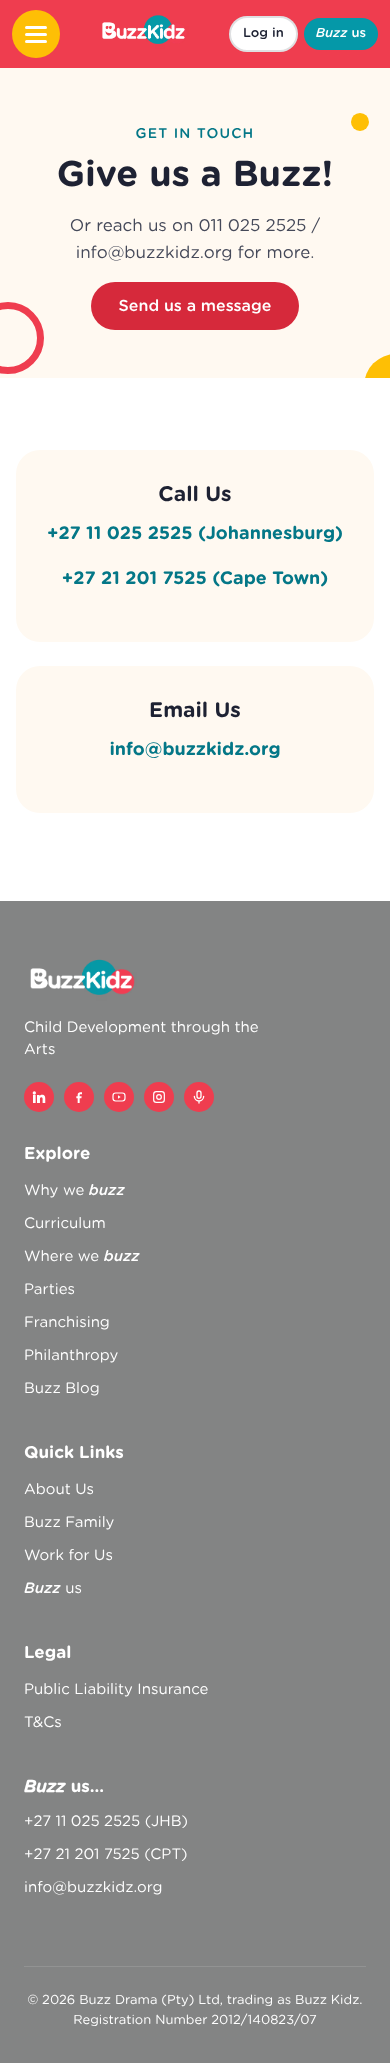 BuzzKidz
Log in
Buzz us
GET IN TOUCH
Give us a Buzz!
Or reach us on 011 025 2525 /
info@buzzkidz.org for more.
Send us a message
Call Us
+27 11 025 2525 (Johannesburg)
+27 21 201 7525 (Cape Town)
Email Us
info@buzzkidz.org
BuzzKidz
Child Development through the
Arts
Explore
Why we buzz
Curriculum
Where we buzz
Parties
Franchising
Philanthropy
Buzz Blog
Quick Links
About Us
Buzz Family
Work for Us
Buzz us
Legal
Public Liability Insurance
T&Cs
Buzz us...
+27 11 025 2525 (JHB)
+27 21 201 7525 (CPT)
info@buzzkidz.org
© 2026 Buzz Drama (Pty) Ltd, trading as Buzz Kidz.
Registration Number 2012/140823/07